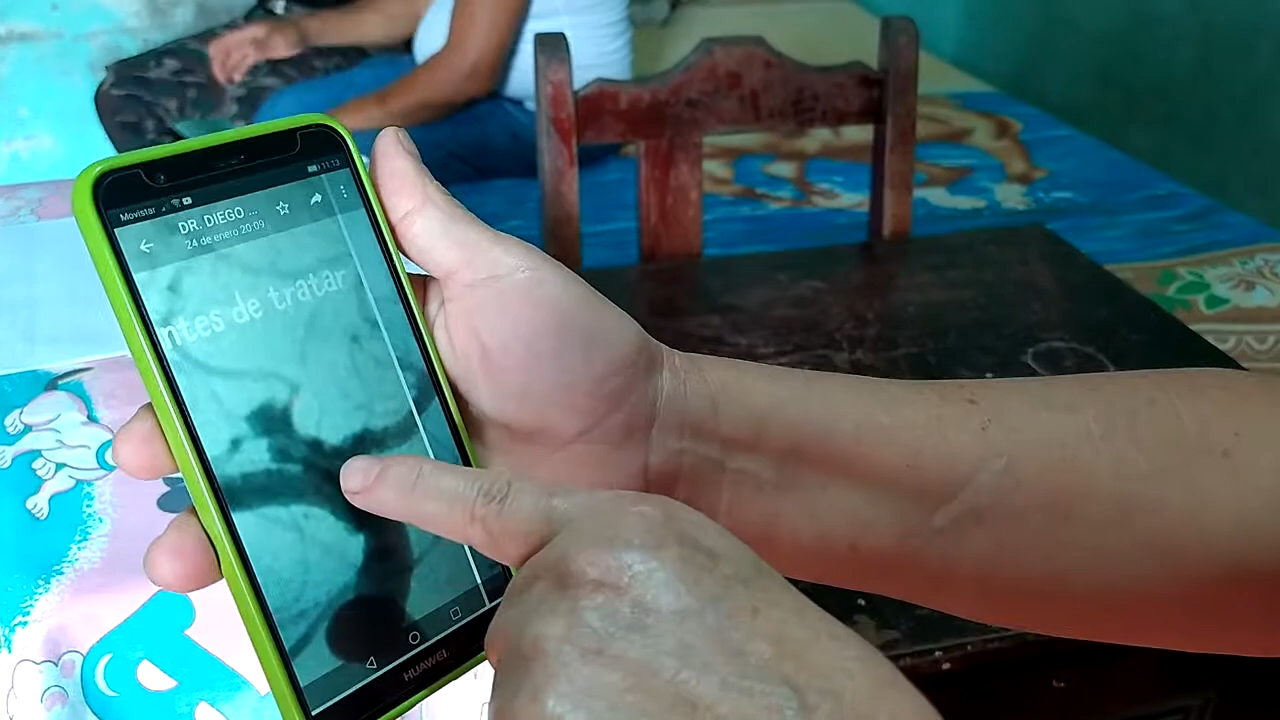 Movistar 11:13
DR. DIEGO ...
24 de enero 20:09
ntes de tratar
HUAWEI